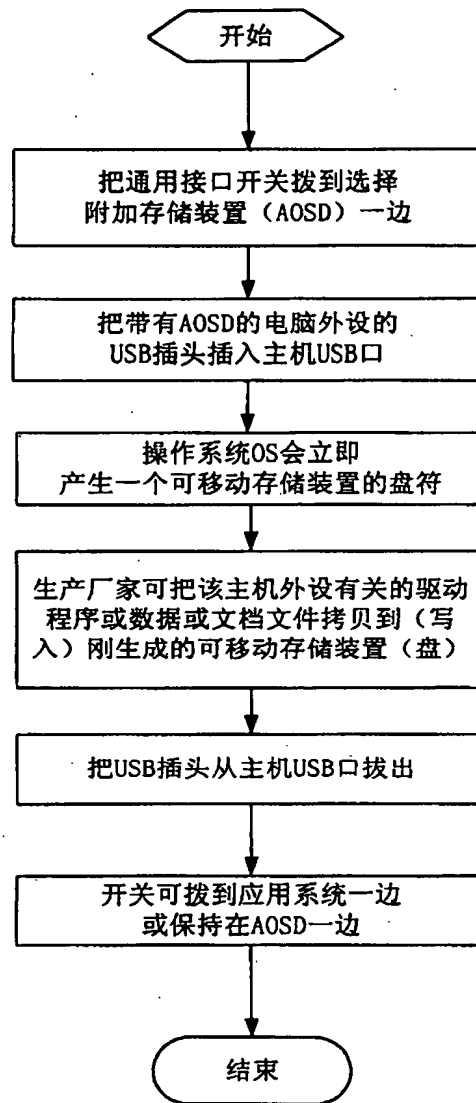 开始
把通用接口开关拨到选择
附加存储装置（AOSD）一边
把带有AOSD的电脑外设的
USB插头插入主机USB口
操作系统OS会立即
产生一个可移动存储装置的盘符
生产厂家可把该主机外设有关的驱动
程序或数据或文档文件拷贝到（写
入）刚生成的可移动存储装置（盘）
把USB插头从主机USB口拔出
开关可拨到应用系统一边
或保持在AOSD一边
结束